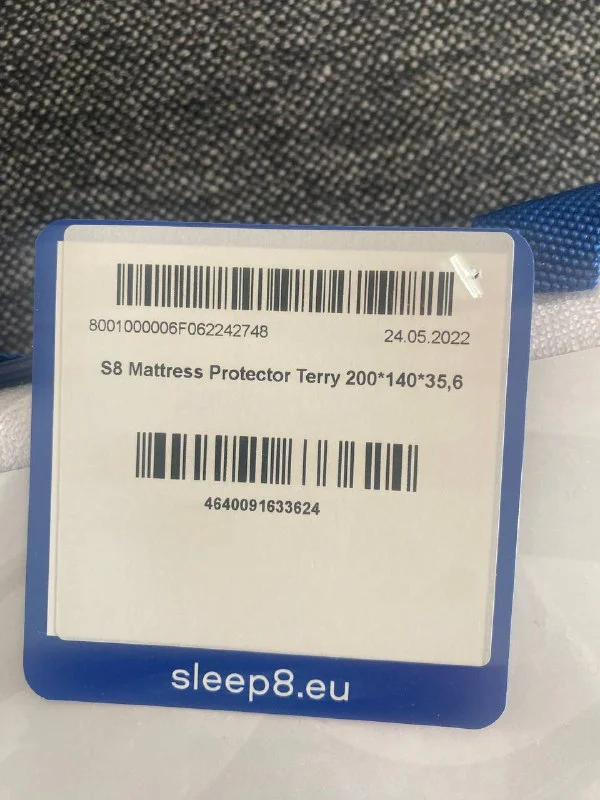 8001000006F062242748 24.05.2022
S8 Mattress Protector Terry 200*140*35,6
4640091633624
sleep8.eu